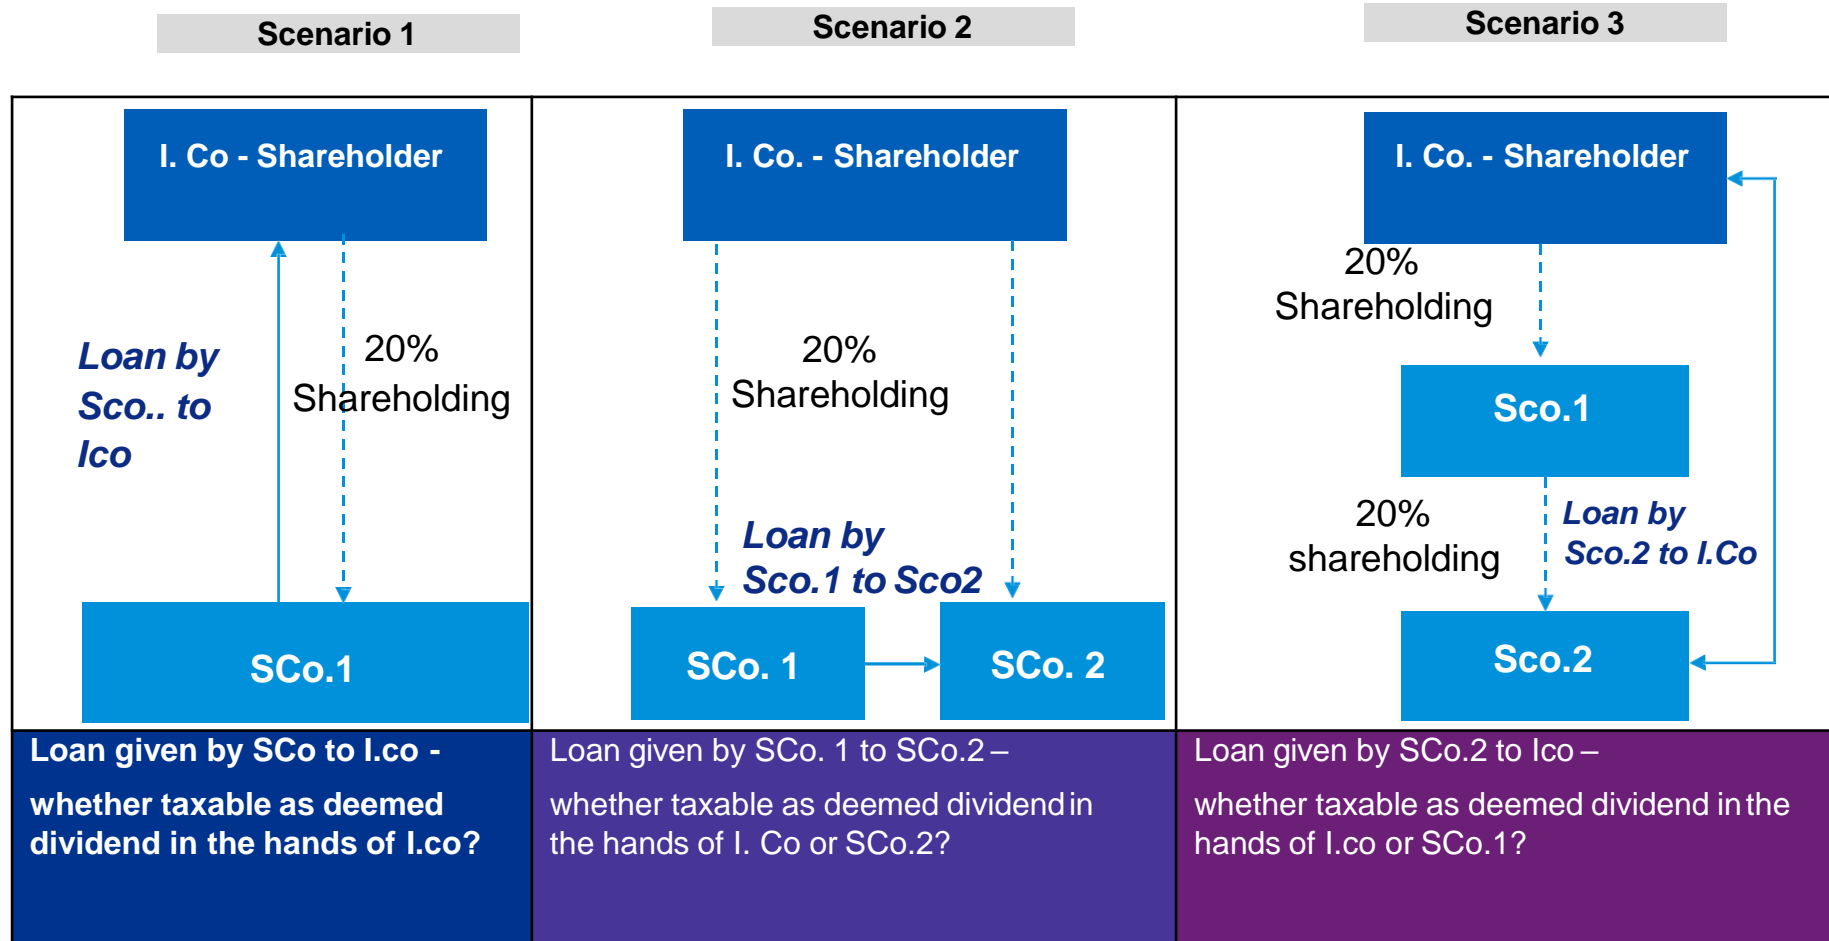 Scenario 1
Scenario 2
Scenario 3
I. Co - Shareholder
Loan by
Sco.. to
Ico
20%
Shareholding
SCo.1
I. Co. - Shareholder
20%
Shareholding
Loan by
Sco.1 to Sco2
SCo. 1
SCo. 2
I. Co. - Shareholder
20%
Shareholding
Sco.1
20%
shareholding
Loan by
Sco.2 to I.Co
Sco.2
Loan given by SCo to I.co -
whether taxable as deemed
dividend in the hands of I.co?
Loan given by SCo. 1 to SCo.2 –
whether taxable as deemed dividend in
the hands of I. Co or SCo.2?
Loan given by SCo.2 to Ico –
whether taxable as deemed dividend in the
hands of I.co or SCo.1?